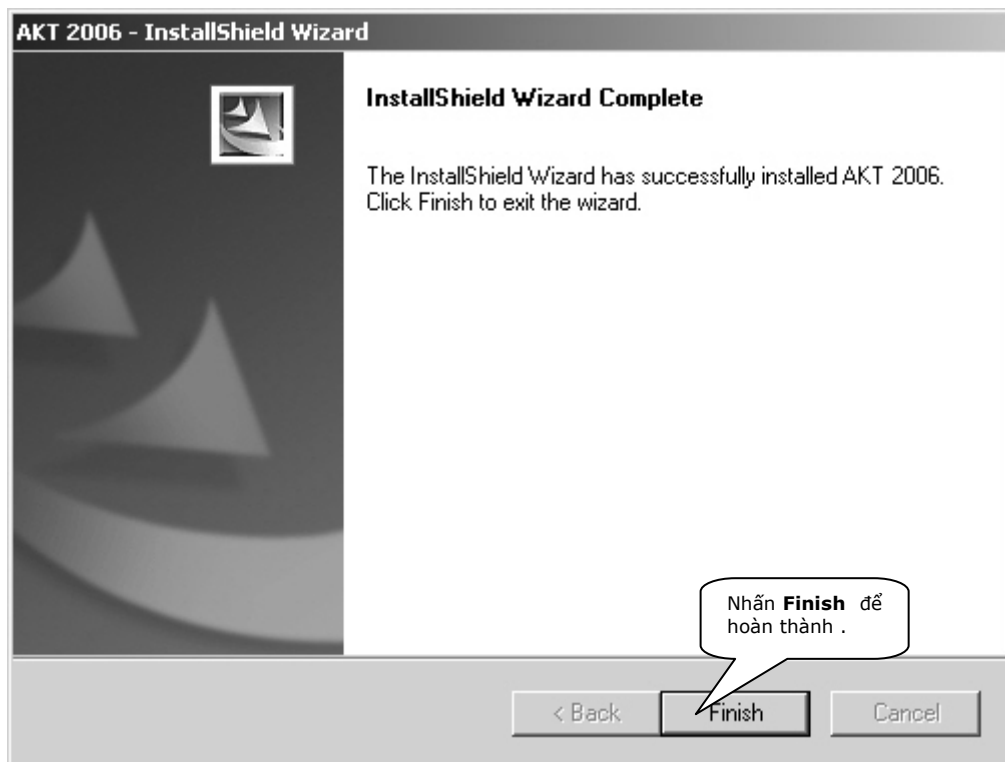 AKT 2006 - InstallShield Wizard
InstallShield Wizard Complete
The InstallShield Wizard has successfully installed AKT 2006.
Click Finish to exit the wizard.
Nhấn Finish để
hoàn thành .
< Back Finish Cancel